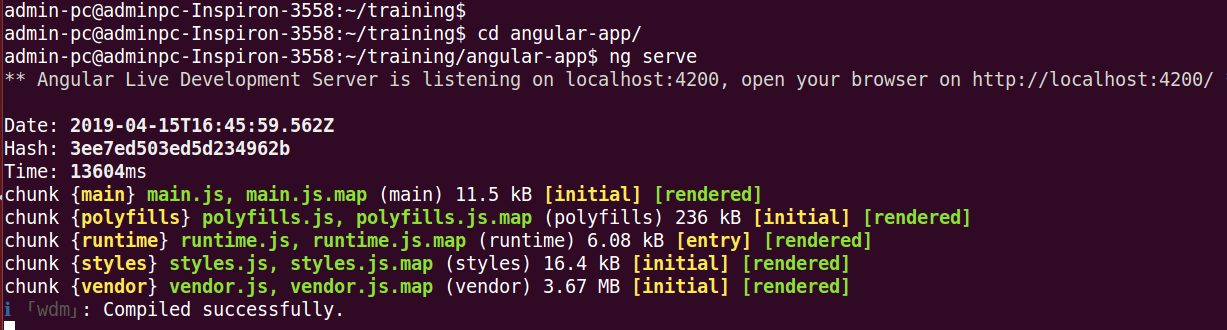 admin-pc@adminpc-Inspiron-3558:~/training$
admin-pc@adminpc-Inspiron-3558:~/training$ cd angular-app/
admin-pc@adminpc-Inspiron-3558:~/training/angular-app$ ng serve
** Angular Live Development Server is listening on localhost:4200, open your browser on http://localhost:4200/
Date: 2019-04-15T16:45:59.562Z
Hash: 3ee7ed503ed5d234962b
Time: 13604ms
chunk {main} main.js, main.js.map (main) 11.5 kB [initial] [rendered]
chunk {polyfills} polyfills.js, polyfills.js.map (polyfills) 236 kB [initial] [rendered]
chunk {runtime} runtime.js, runtime.js.map (runtime) 6.08 kB [entry] [rendered]
chunk {styles} styles.js, styles.js.map (styles) 16.4 kB [initial] [rendered]
chunk {vendor} vendor.js, vendor.js.map (vendor) 3.67 MB [initial] [rendered]
ℹ ｢wdm｣: Compiled successfully.